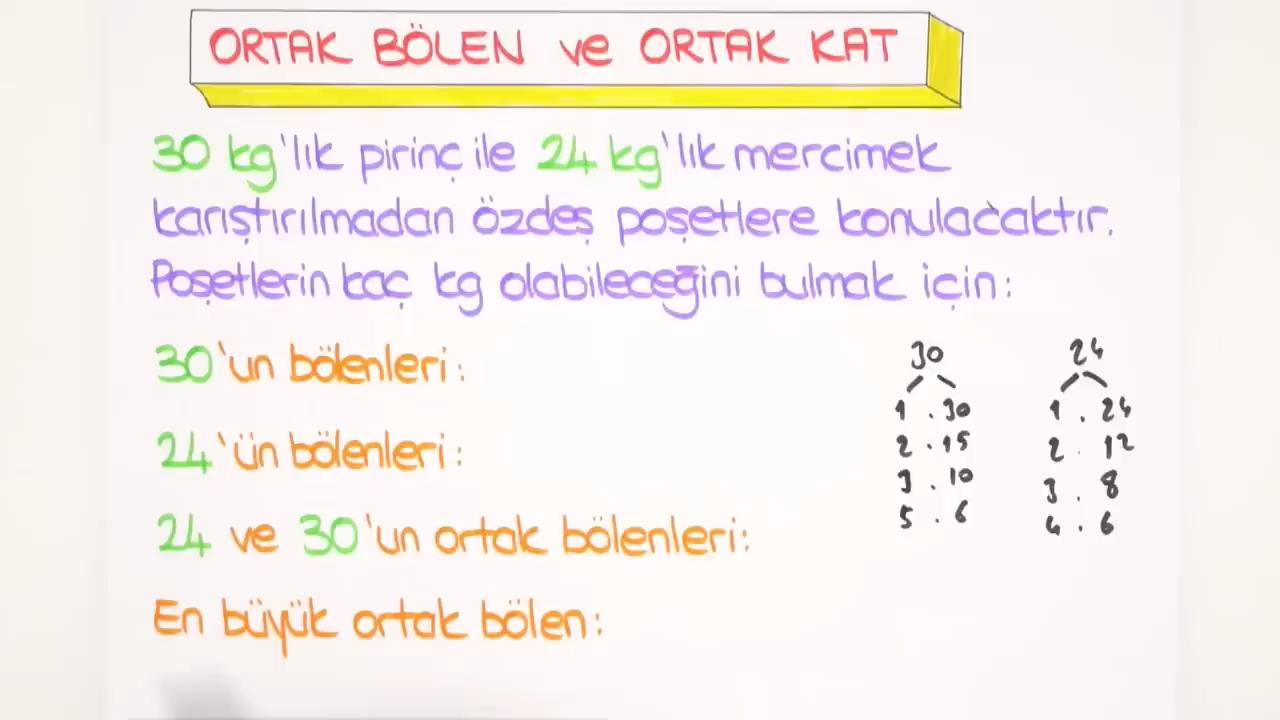 ORTAK BÖLEN ve ORTAK KAT
30 kg'lık pirinç ile 24 kg'lık mercimek
karıştırılmadan özdeş poşetlere konulacaktır.
Poşetlerin kaç kg olabileceğini bulmak için:
30'un bölenleri:
24'ün bölenleri:
24 ve 30'un ortak bölenleri:
En büyük ortak bölen:
30
1 . 30
2 . 15
3 . 10
5 . 6
24
1 . 24
2 . 12
3 . 8
4 . 6